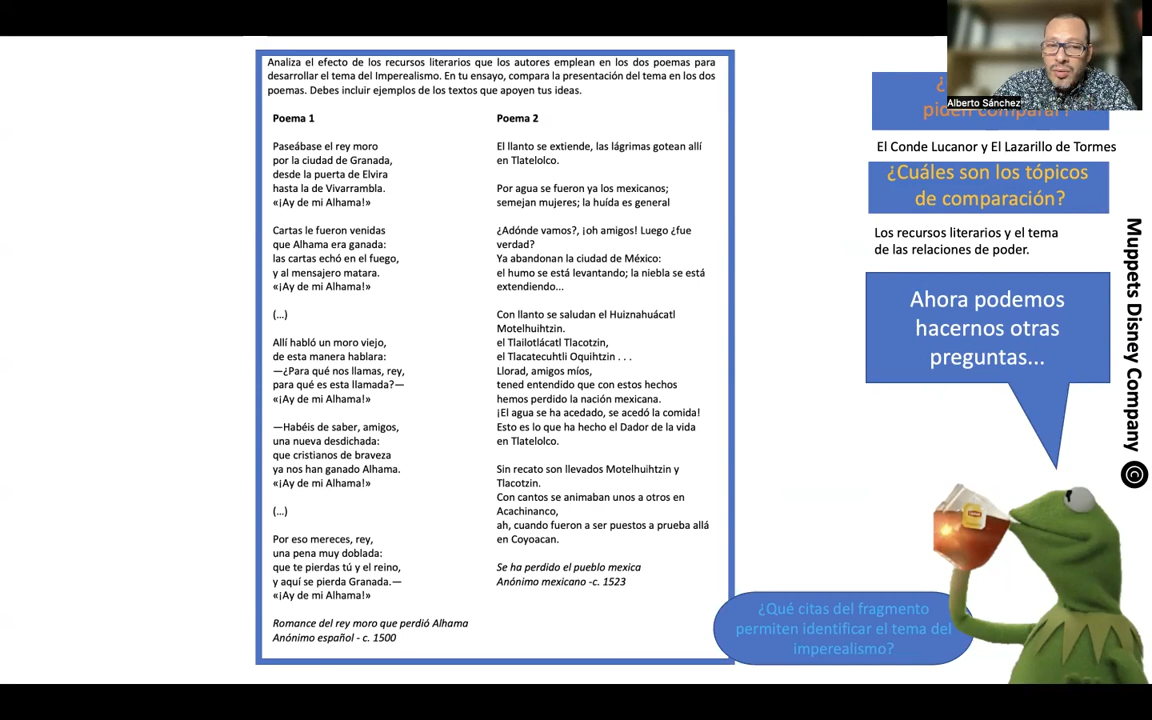 Analiza el efecto de los recursos literarios que los autores emplean en los dos poemas para
desarrollar el tema del Imperealismo. En tu ensayo, compara la presentación del tema en los dos
poemas. Debes incluir ejemplos de los textos que apoyen tus ideas.
Poema 1
Paseábase el rey moro
por la ciudad de Granada,
desde la puerta de Elvira
hasta la de Vivarrambla.
«¡Ay de mi Alhama!»
Cartas le fueron venidas
que Alhama era ganada:
las cartas echó en el fuego,
y al mensajero matara.
«¡Ay de mi Alhama!»
(...)
Allí habló un moro viejo,
de esta manera hablara:
—¿Para qué nos llamas, rey,
para qué es esta llamada?—
«¡Ay de mi Alhama!»
—Habéis de saber, amigos,
una nueva desdichada:
que cristianos de braveza
ya nos han ganado Alhama.
«¡Ay de mi Alhama!»
(...)
Por eso mereces, rey,
una pena muy doblada:
que te pierdas tú y el reino,
y aquí se pierda Granada.—
«¡Ay de mi Alhama!»
Romance del rey moro que perdió Alhama
Anónimo español - c. 1500
Poema 2
El llanto se extiende, las lágrimas gotean allí
en Tlatelolco.
Por agua se fueron ya los mexicanos;
semejan mujeres; la huída es general
¿Adónde vamos?, ¡oh amigos! Luego ¿fue
verdad?
Ya abandonan la ciudad de México:
el humo se está levantando; la niebla se está
extendiendo...
Con llanto se saludan el Huiznahuácatl
Motelhuihtzin.
el Tlailotlácatl Tlacotzin,
el Tlacatecuhtli Oquihtzin . . .
Llorad, amigos míos,
tened entendido que con estos hechos
hemos perdido la nación mexicana.
¡El agua se ha acedado, se acedó la comida!
Esto es lo que ha hecho el Dador de la vida
en Tlatelolco.
Sin recato son llevados Motelhuihtzin y
Tlacotzin.
Con cantos se animaban unos a otros en
Acachinanco,
ah, cuando fueron a ser puestos a prueba allá
en Coyoacan.
Se ha perdido el pueblo mexica
Anónimo mexicano -c. 1523
Alberto Sánchez
¿
piden comparar?
El Conde Lucanor y El Lazarillo de Tormes
¿Cuáles son los tópicos
de comparación?
Los recursos literarios y el tema
de las relaciones de poder.
Ahora podemos
hacernos otras
preguntas...
¿Qué citas del fragmento
permiten identificar el tema del
imperealismo?
Muppets Disney Company ©